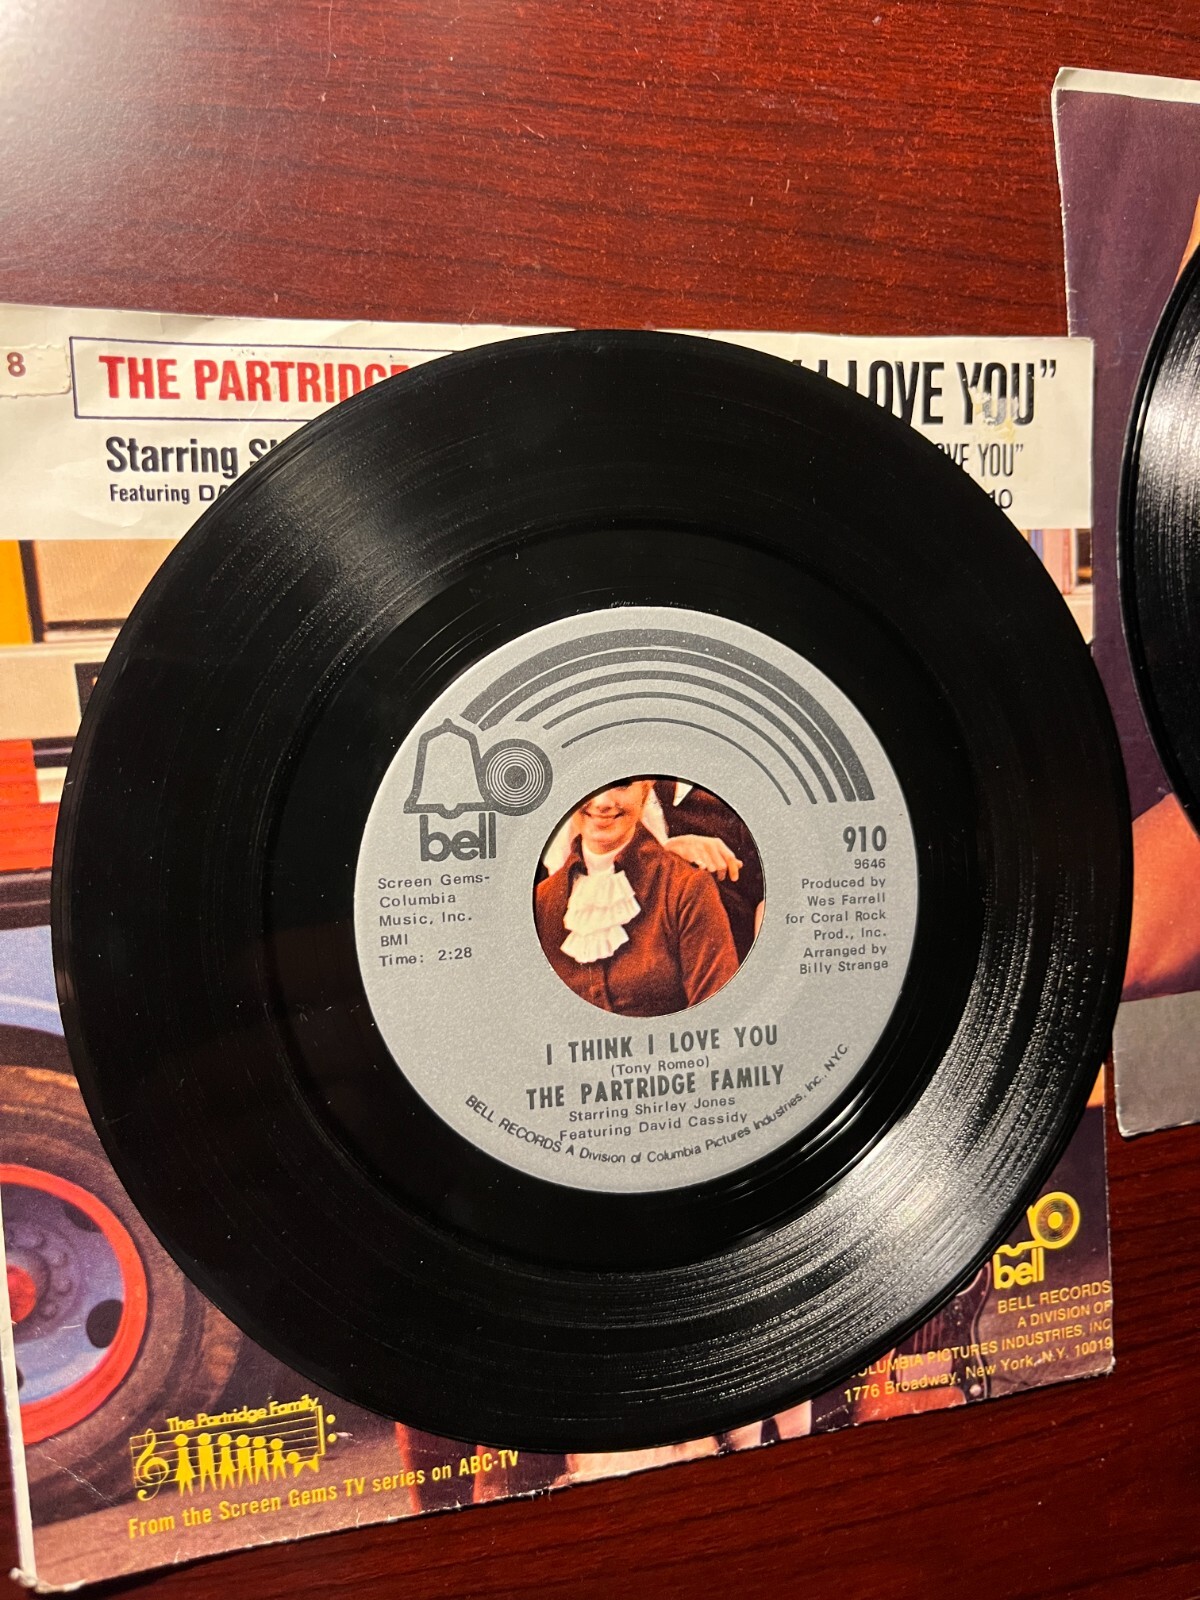 8
THE PARTRIDGE
I LOVE YOU"
Starring
LOVE YOU"
Featuring
bell
910
9646
Screen Gems-
Columbia
Music, Inc.
BMI
Time: 2:28
Produced by
Wes Farrell
for Coral Rock
Prod., Inc.
Arranged by
Billy Strange
I THINK I LOVE YOU
(Tony Romeo)
THE PARTRIDGE FAMILY
Starring Shirley Jones
Featuring David Cassidy
BELL RECORDS A Division of Columbia Pictures Industries, Inc., NYC
bell
BELL RECORDS
A DIVISION OF
COLUMBIA PICTURES INDUSTRIES, INC
1776 Broadway, New York, N.Y. 10019
The Partridge Family
From the Screen Gems TV series on ABC-TV